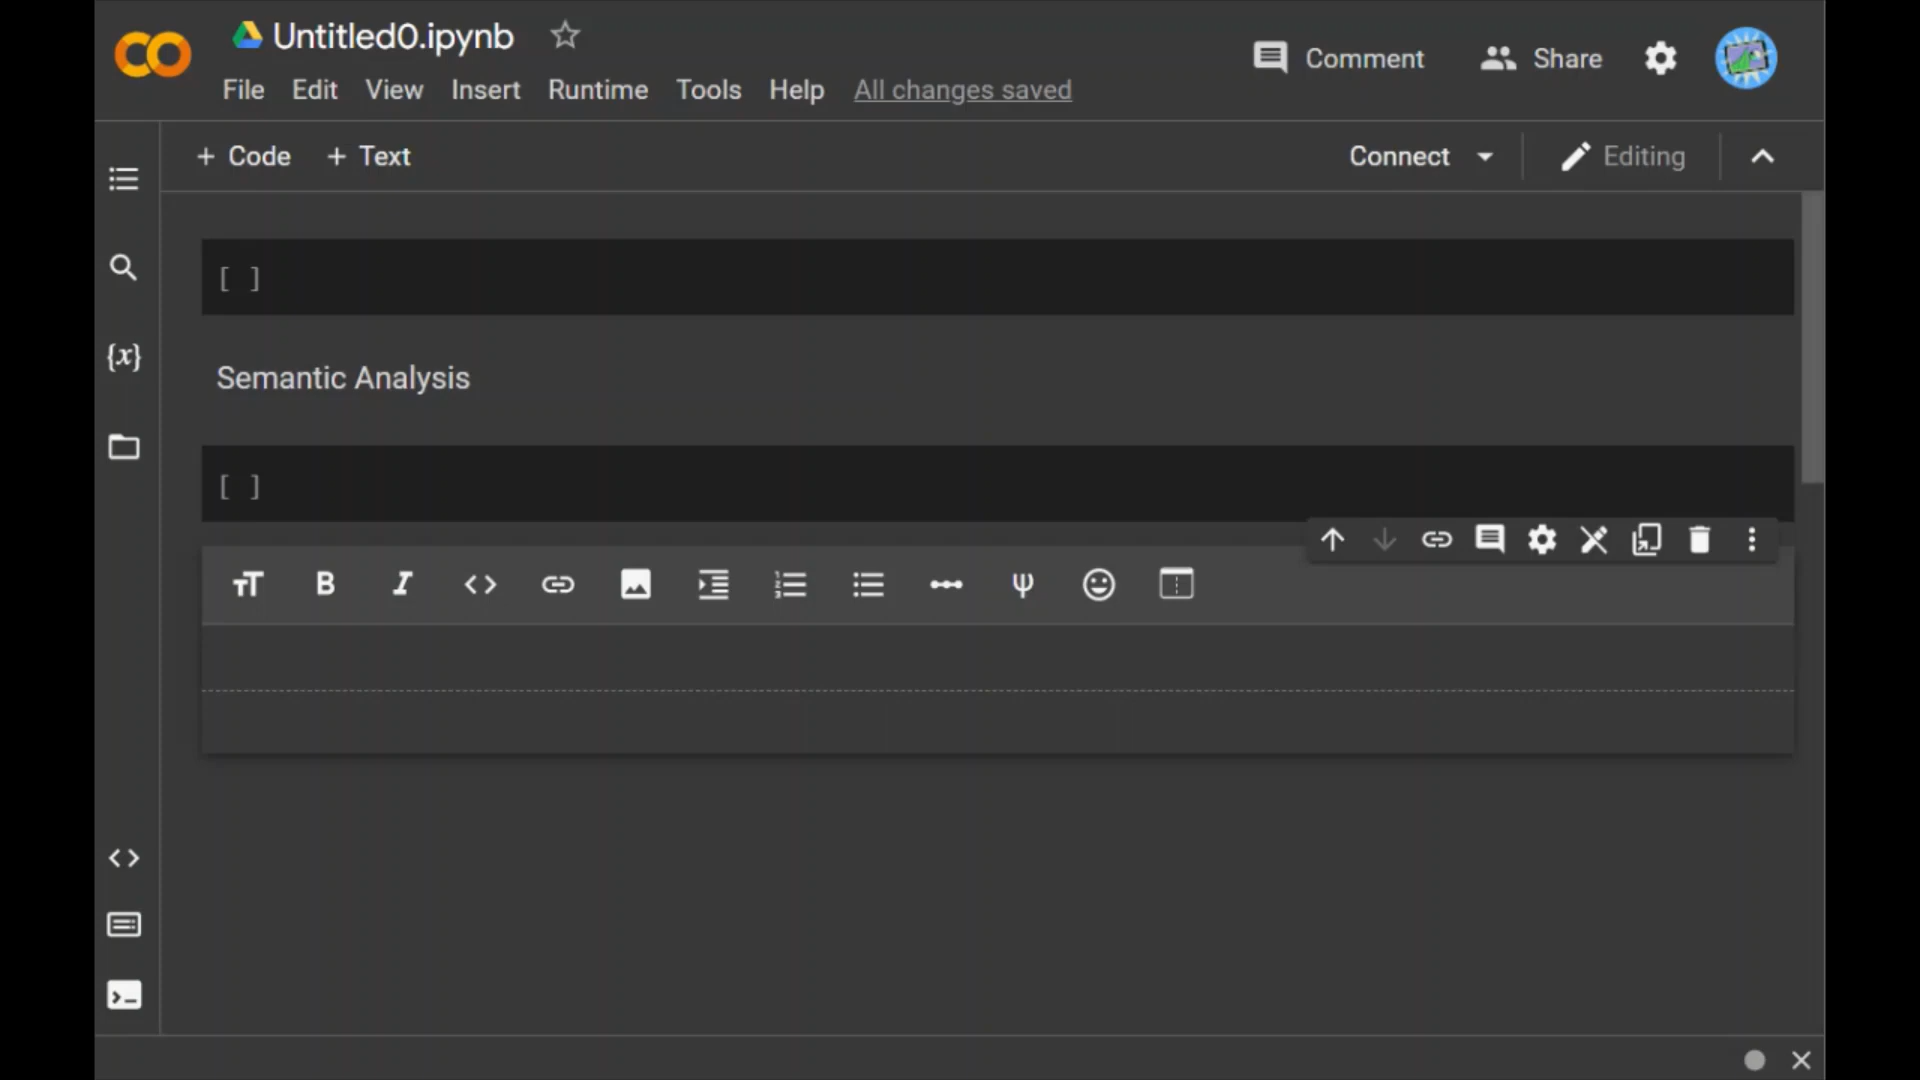 Untitled0.ipynb
File Edit View Insert Runtime Tools Help All changes saved
Comment
Share
+ Code + Text
Connect
Editing
{x}
[ ]
Semantic Analysis
[ ]